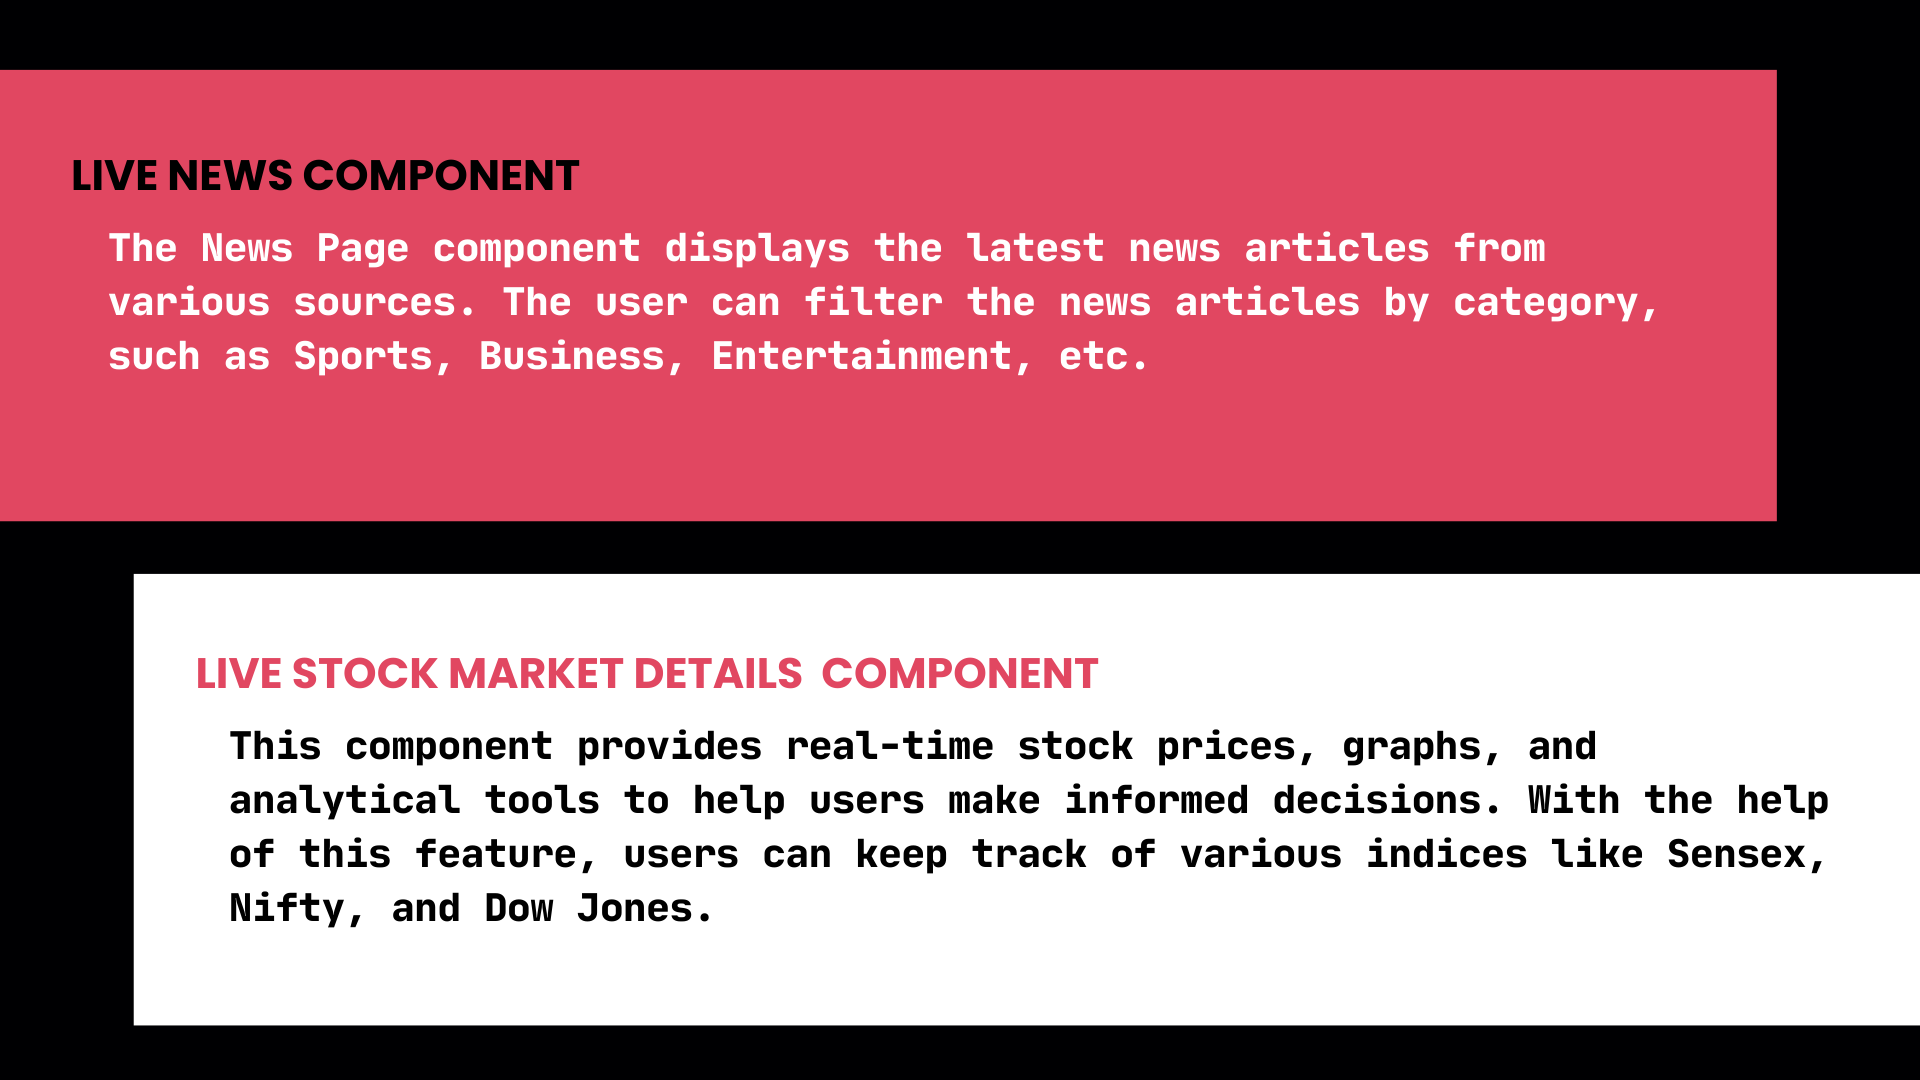 LIVE NEWS COMPONENT
The News Page component displays the latest news articles from
various sources. The user can filter the news articles by category,
such as Sports, Business, Entertainment, etc.
LIVE STOCK MARKET DETAILS  COMPONENT
This component provides real-time stock prices, graphs, and
analytical tools to help users make informed decisions. With the help
of this feature, users can keep track of various indices like Sensex,
Nifty, and Dow Jones.